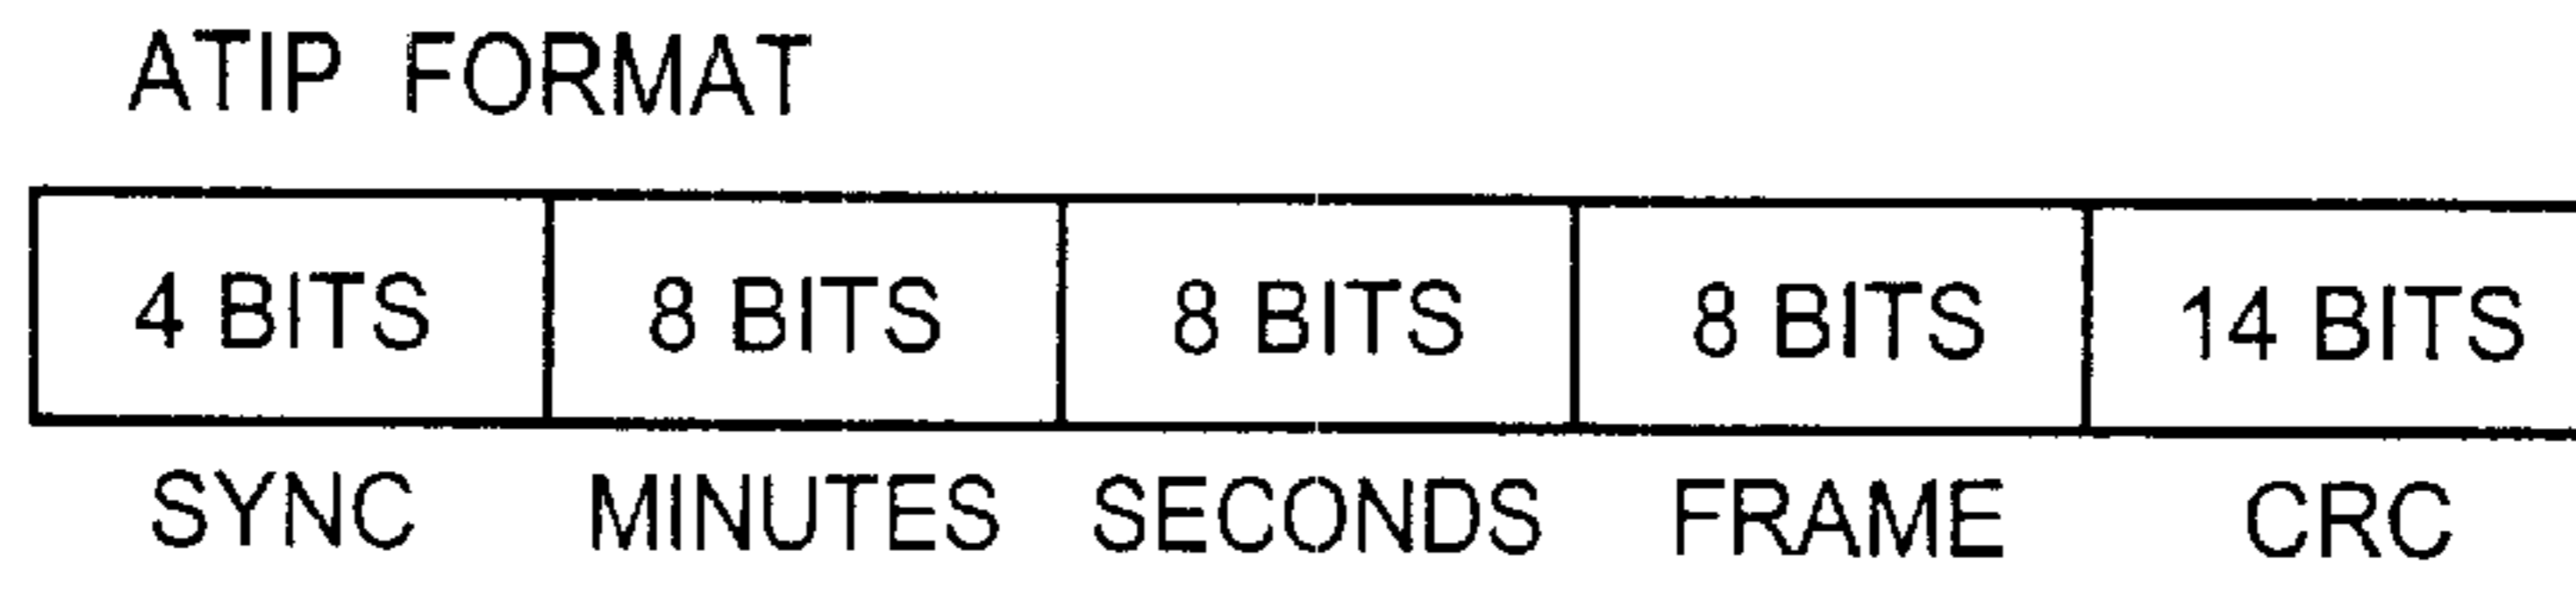 ATIP FORMAT
4 BITS 8 BITS 8 BITS 8 BITS 14 BITS
SYNC MINUTES SECONDS FRAME CRC